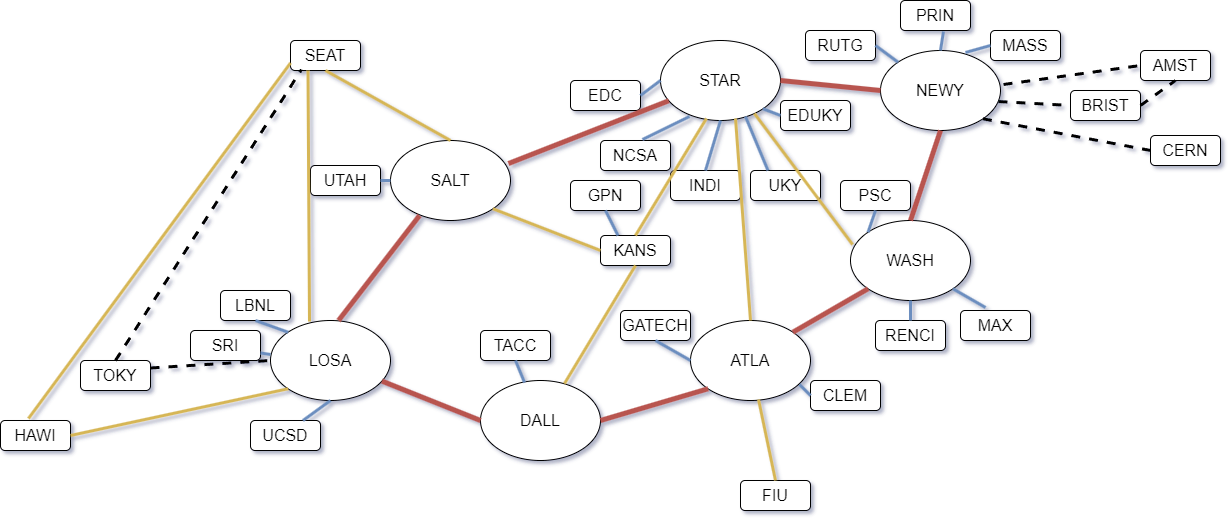 PRIN
SEAT
RUTG
MASS
STAR
AMST
NEWY
EDC
BRIST
EDUKY
NCSA
CERN
UTAH
SALT
INDI
UKY
GPN
PSC
KANS
WASH
LBNL
GATECH
RENCI
MAX
SRI
TACC
LOSA
ATLA
TOKY
CLEM
DALL
HAWI
UCSD
FIU